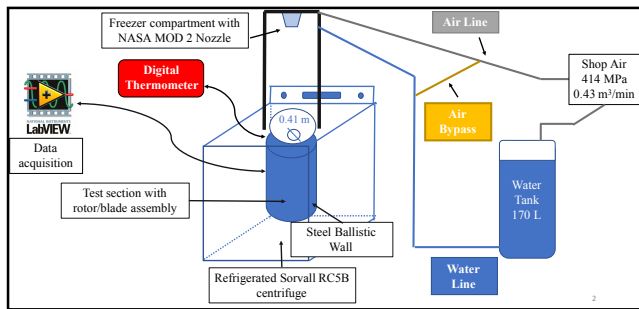 Freezer compartment with
NASA MOD 2 Nozzle
Air Line
Shop Air
414 MPa
0.43 m³/min
Digital
Thermometer
Air
Bypass
0.41 m
NATIONAL INSTRUMENTS
LabVIEW
Data
acquisition
Water
Tank
170 L
Test section with
rotor/blade assembly
Steel Ballistic
Wall
Refrigerated Sorvall RC5B
centrifuge
Water
Line
2